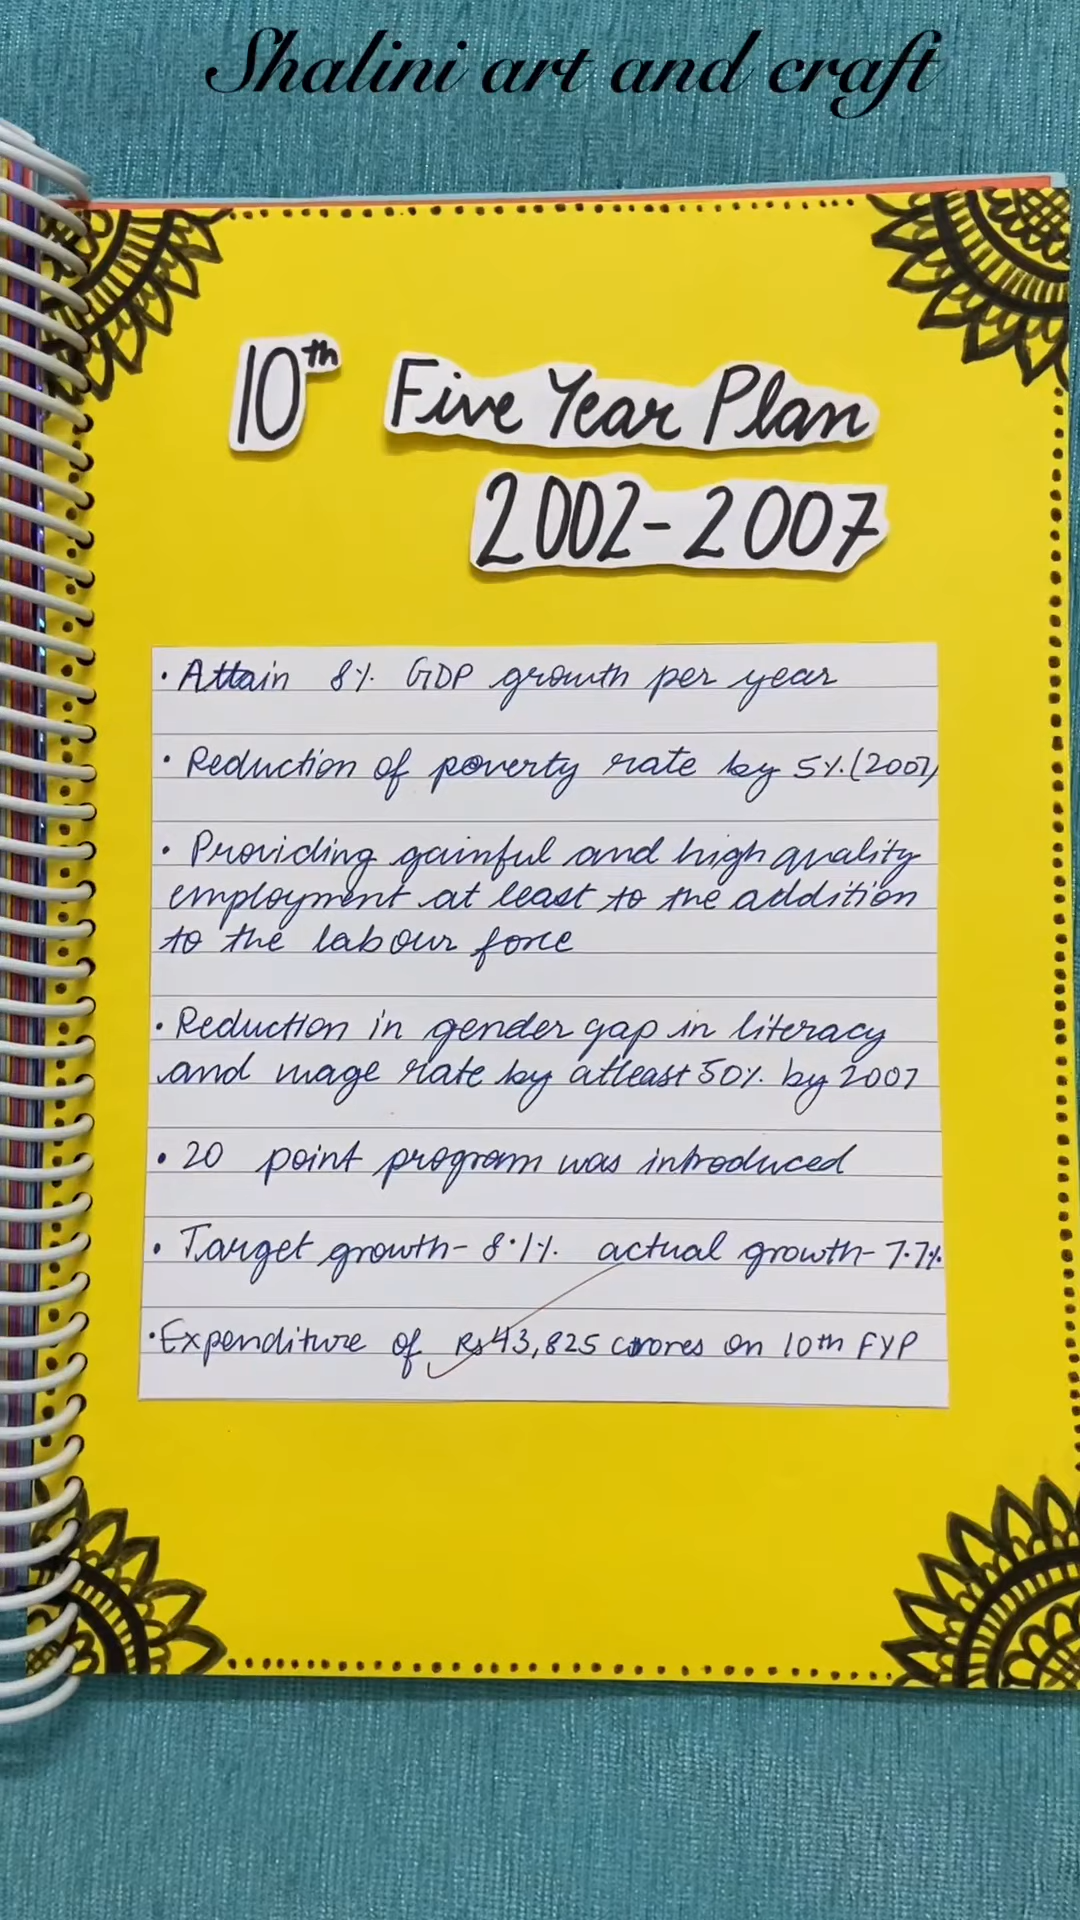 Shalini art and craft
10th Five Year Plan
2002-2007
• Attain 8% GDP growth per year
• Reduction of poverty rate by 5%.(2007)
• Providing gainful and high quality
employment at least to the addition
to the labour force
• Reduction in gender gap in literacy
and wage rate by atleast 50% by 2007
• 20 point program was introduced
• Target growth- 8.1% actual growth- 7.7%
• Expenditure of Rs43,825 crores on 10th FYP